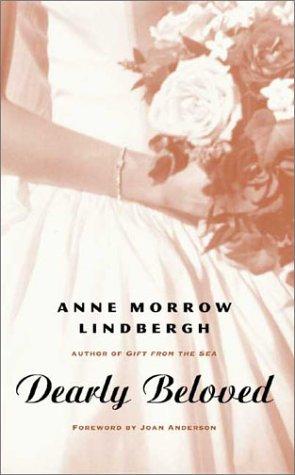 ANNE MORROW
LINDBERGH
AUTHOR OF GIFT FROM THE SEA
Dearly Beloved
FOREWORD BY JOAN ANDERSON